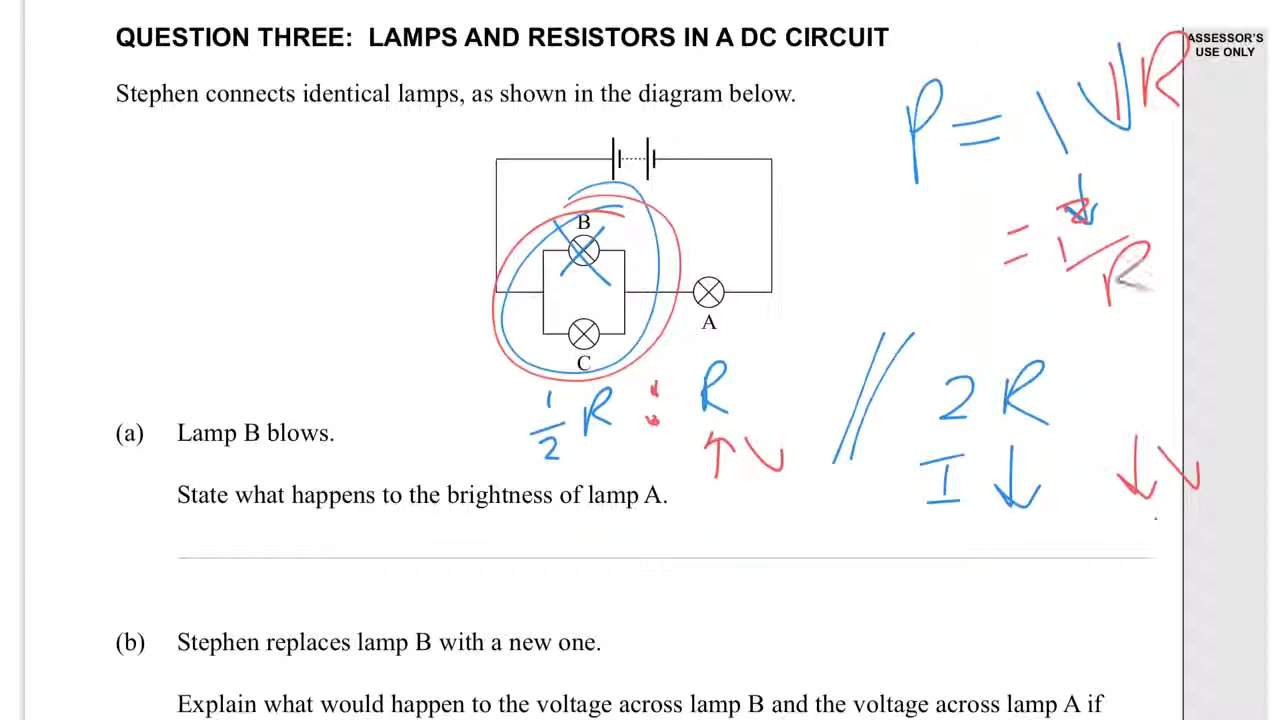 QUESTION THREE: LAMPS AND RESISTORS IN A DC CIRCUIT
ASSESSOR'S
USE ONLY
Stephen connects identical lamps, as shown in the diagram below.
P = IV
B
A
C
1/2 R : R
2R
↑ V
I ↓
↓ V
(a) Lamp B blows.
State what happens to the brightness of lamp A.
(b) Stephen replaces lamp B with a new one.
Explain what would happen to the voltage across lamp B and the voltage across lamp A if